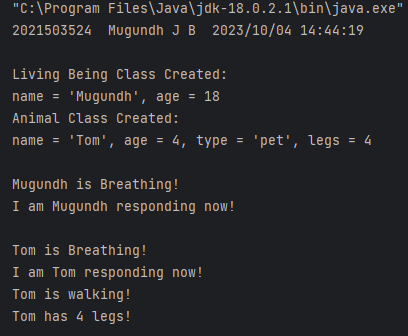 "C:\Program Files\Java\jdk-18.0.2.1\bin\java.exe"
2021503524  Mugundh J B  2023/10/04 14:44:19
Living Being Class Created:
name = 'Mugundh', age = 18
Animal Class Created:
name = 'Tom', age = 4, type = 'pet', legs = 4
Mugundh is Breathing!
I am Mugundh responding now!
Tom is Breathing!
I am Tom responding now!
Tom is walking!
Tom has 4 legs!